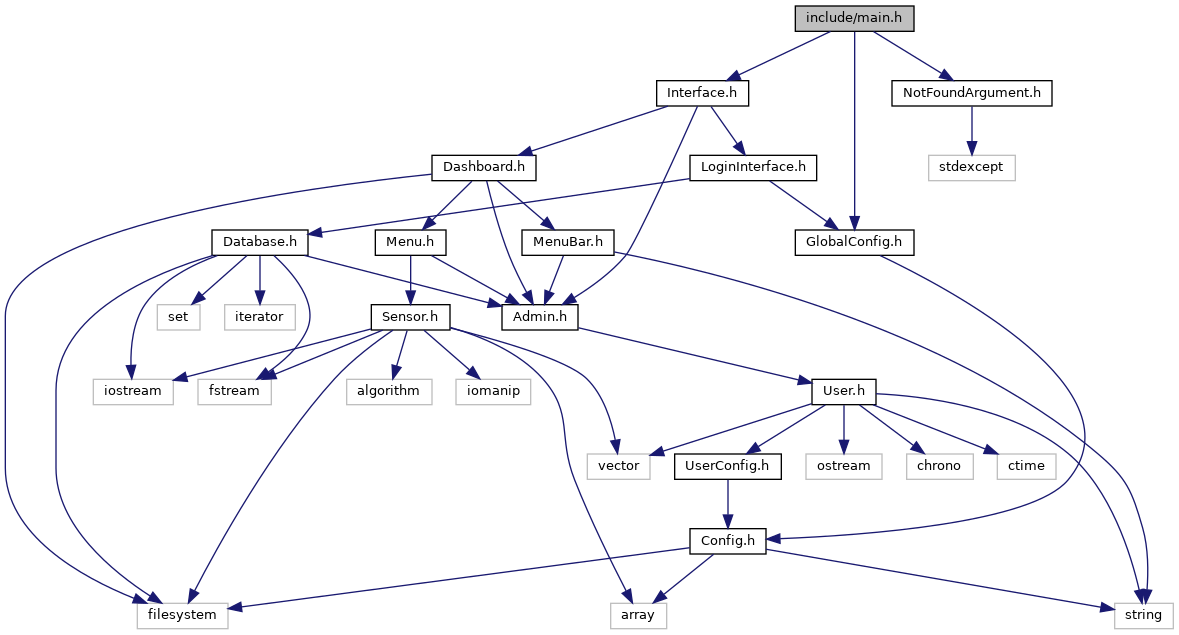 include/main.h
Interface.h
NotFoundArgument.h
Dashboard.h
LoginInterface.h
stdexcept
Database.h
Menu.h
MenuBar.h
GlobalConfig.h
set
iterator
Sensor.h
Admin.h
iostream
fstream
algorithm
iomanip
User.h
vector
UserConfig.h
ostream
chrono
ctime
Config.h
filesystem
array
string